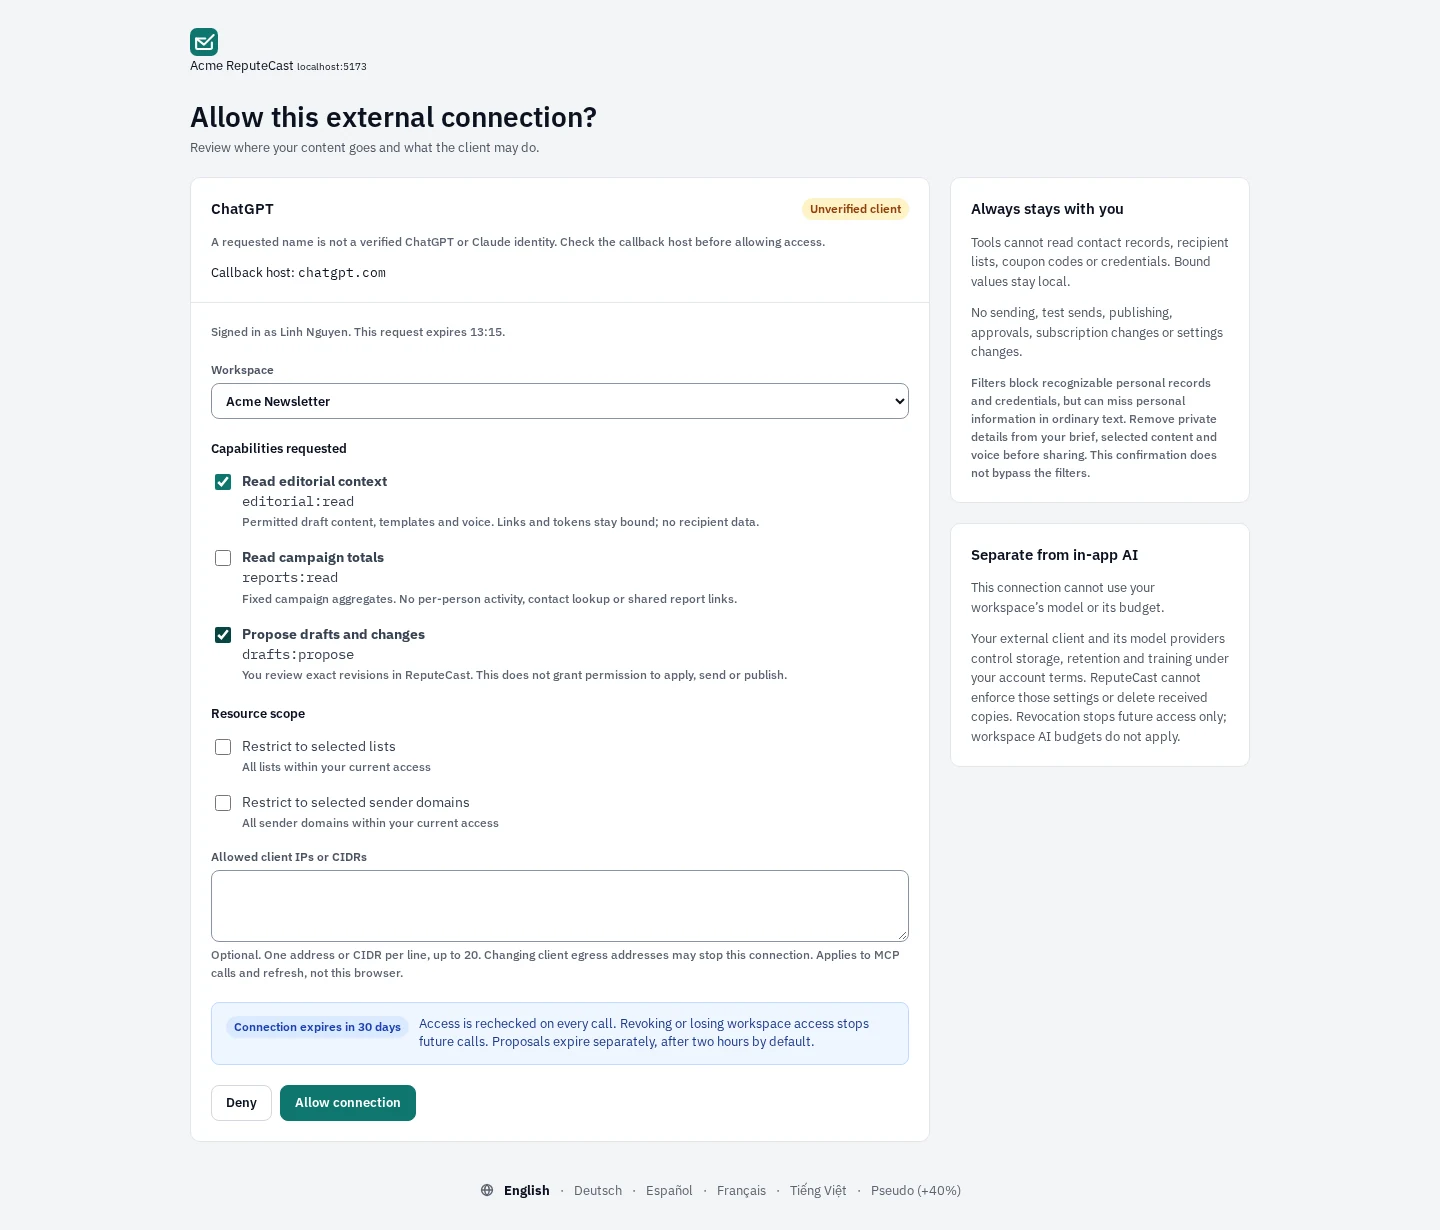 Acme ReputeCast localhost:5173
Allow this external connection?
Review where your content goes and what the client may do.
ChatGPT
Unverified client
A requested name is not a verified ChatGPT or Claude identity. Check the callback host before allowing access.
Callback host: chatgpt.com
Signed in as Linh Nguyen. This request expires 13:15.
Workspace
Acme Newsletter
Capabilities requested
Read editorial context
editorial:read
Permitted draft content, templates and voice. Links and tokens stay bound; no recipient data.
Read campaign totals
reports:read
Fixed campaign aggregates. No per-person activity, contact lookup or shared report links.
Propose drafts and changes
drafts:propose
You review exact revisions in ReputeCast. This does not grant permission to apply, send or publish.
Resource scope
Restrict to selected lists
All lists within your current access
Restrict to selected sender domains
All sender domains within your current access
Allowed client IPs or CIDRs
Optional. One address or CIDR per line, up to 20. Changing client egress addresses may stop this connection. Applies to MCP
calls and refresh, not this browser.
Connection expires in 30 days
Access is rechecked on every call. Revoking or losing workspace access stops
future calls. Proposals expire separately, after two hours by default.
Deny
Allow connection
Always stays with you
Tools cannot read contact records, recipient
lists, coupon codes or credentials. Bound
values stay local.
No sending, test sends, publishing,
approvals, subscription changes or settings
changes.
Filters block recognizable personal records
and credentials, but can miss personal
information in ordinary text. Remove private
details from your brief, selected content and
voice before sharing. This confirmation does
not bypass the filters.
Separate from in-app AI
This connection cannot use your
workspace’s model or its budget.
Your external client and its model providers
control storage, retention and training under
your account terms. ReputeCast cannot
enforce those settings or delete received
copies. Revocation stops future access only;
workspace AI budgets do not apply.
English · Deutsch · Español · Français · Tiếng Việt · Pseudo (+40%)